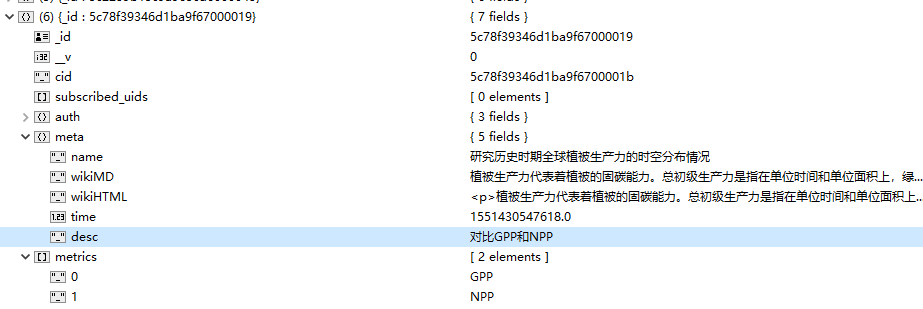 (6) {_id : 5c78f39346d1ba9f67000019} { 7 fields }
_id 5c78f39346d1ba9f67000019
__v 0
cid 5c78f39346d1ba9f6700001b
subscribed_uids [ 0 elements ]
auth { 3 fields }
meta { 5 fields }
name 研究历史时期全球植被生产力的时空分布情况
wikiMD 植被生产力代表着植被的固碳能力。总初级生产力是指在单位时间和单位面积上，绿...
wikiHTML <p>植被生产力代表着植被的固碳能力。总初级生产力是指在单位时间和单位面积上...
time 1551430547618.0
desc 对比GPP和NPP
metrics [ 2 elements ]
0 GPP
1 NPP